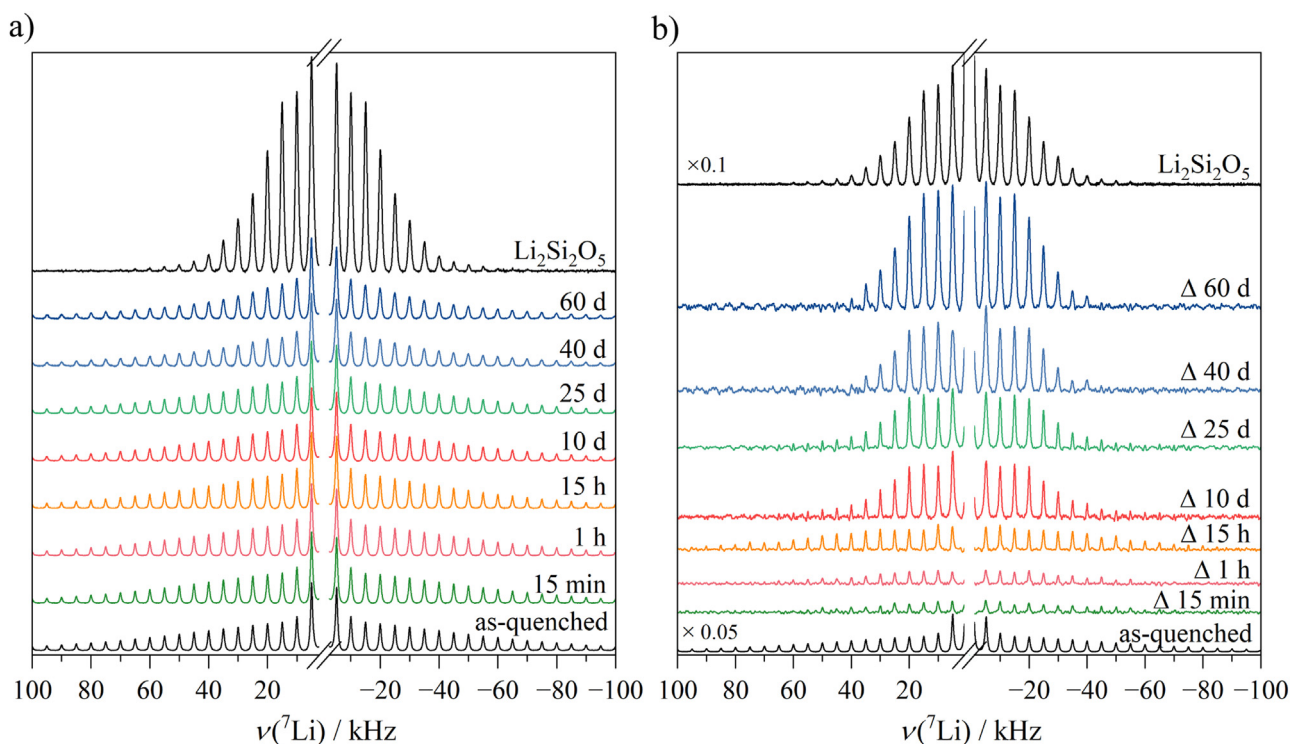 a)
Li₂Si₂O₅
60 d
40 d
25 d
10 d
15 h
1 h
15 min
as-quenched
100 80 60 40 20 −20 −40 −60 −80 −100
ν(⁷Li) / kHz
b)
×0.1
Li₂Si₂O₅
Δ 60 d
Δ 40 d
Δ 25 d
Δ 10 d
Δ 15 h
Δ 1 h
Δ 15 min
× 0.05
as-quenched
100 80 60 40 20 −20 −40 −60 −80 −100
ν(⁷Li) / kHz